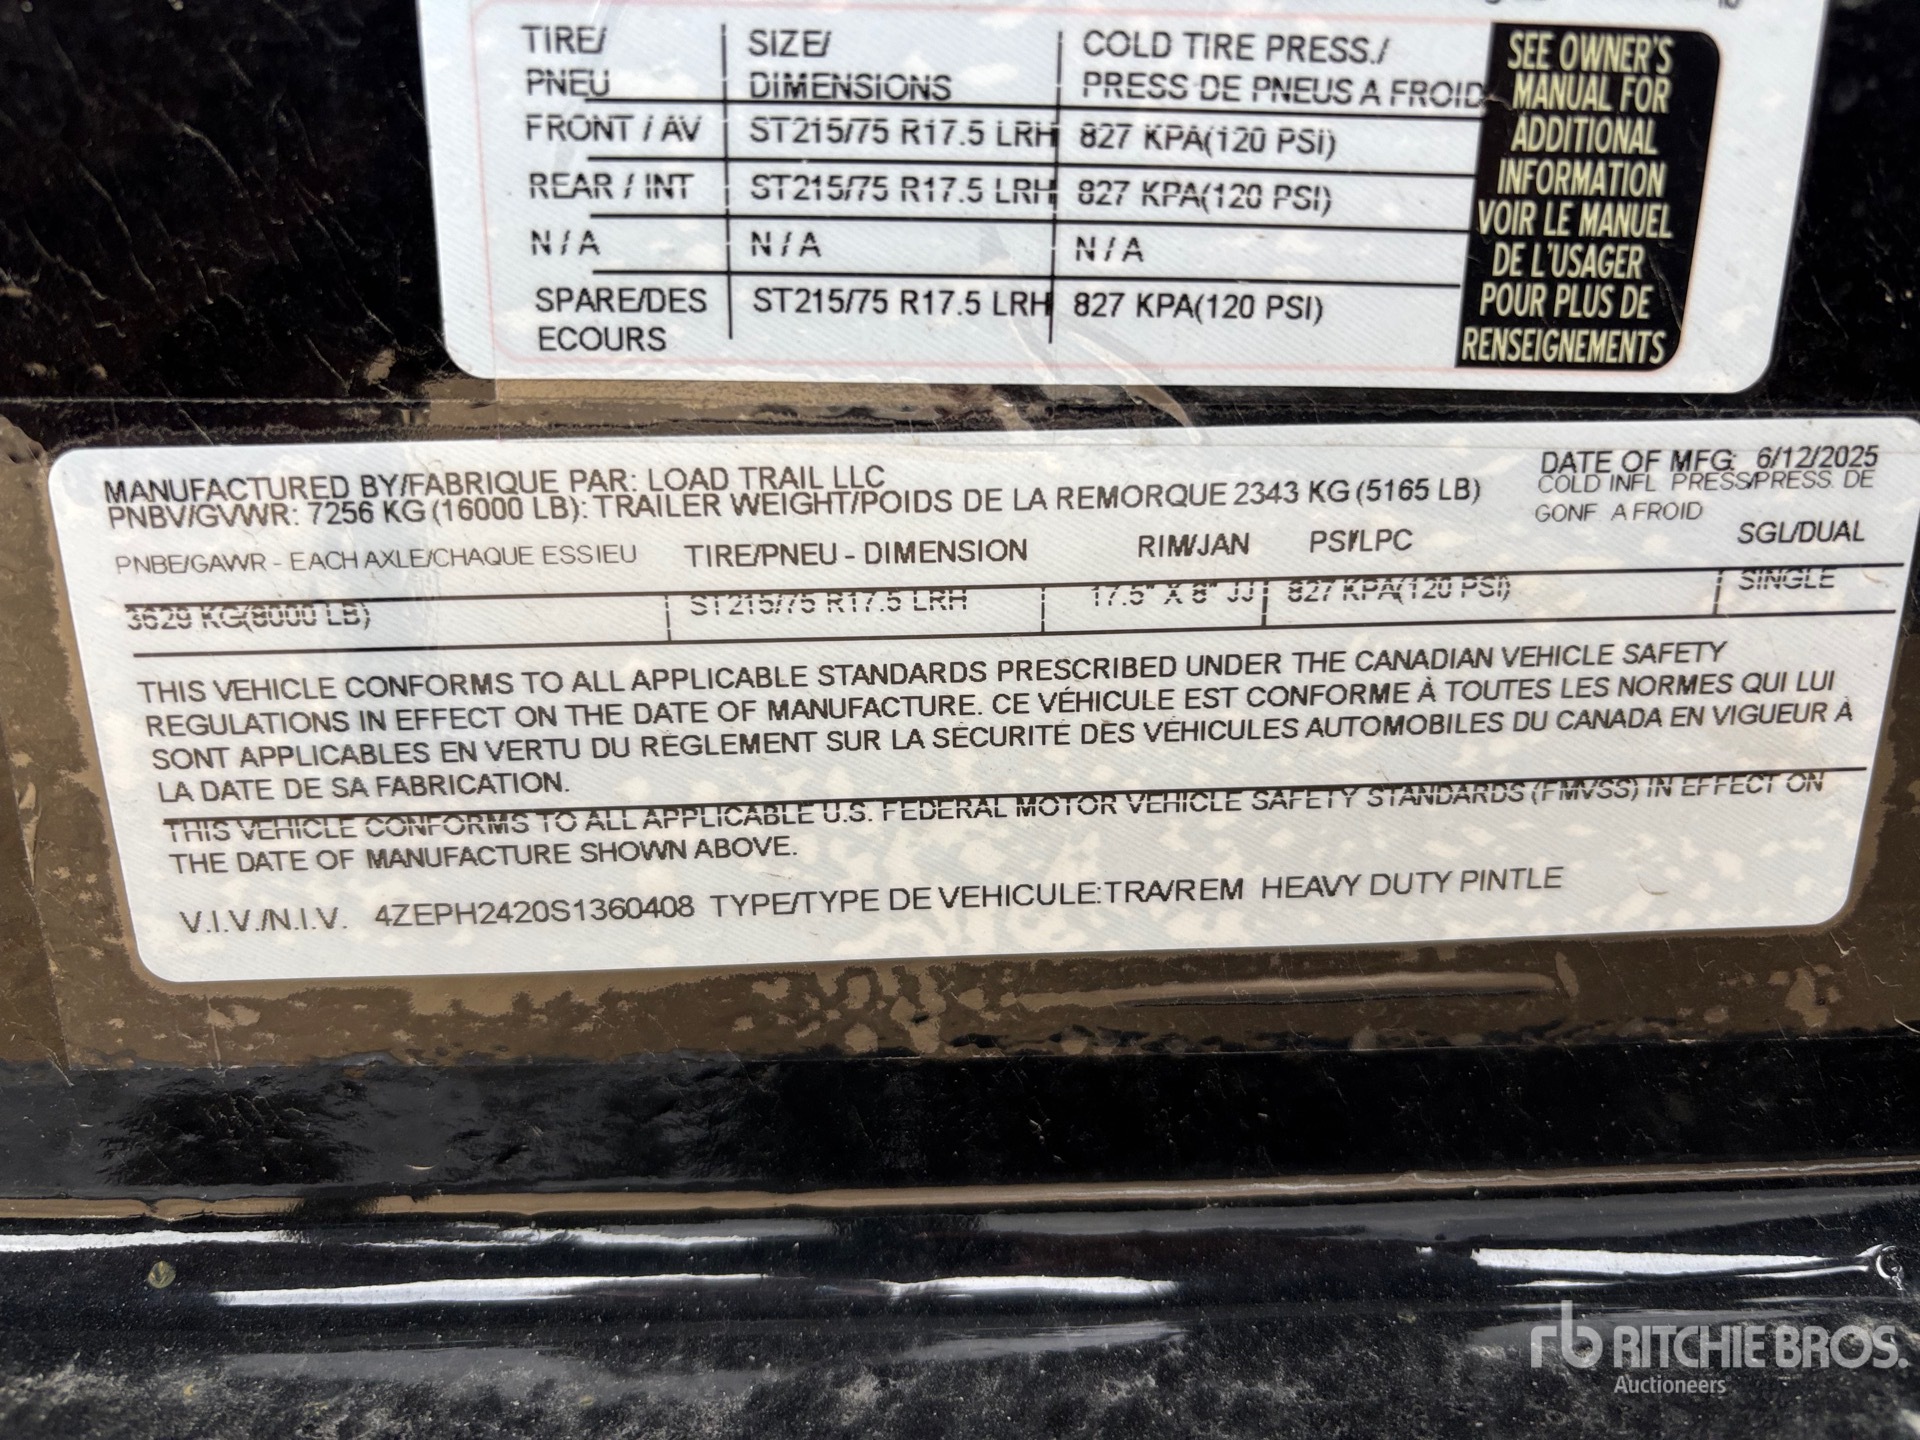 TIRE/ SIZE/ COLD TIRE PRESS./
PNEU DIMENSIONS PRESS DE PNEUS A FROID
FRONT / AV ST215/75 R17.5 LRH 827 KPA(120 PSI)
REAR / INT ST215/75 R17.5 LRH 827 KPA(120 PSI)
N / A N / A N / A
SPARE/DES ST215/75 R17.5 LRH 827 KPA(120 PSI)
ECOURS
SEE OWNER'S
MANUAL FOR
ADDITIONAL
INFORMATION
VOIR LE MANUEL
DE L'USAGER
POUR PLUS DE
RENSEIGNEMENTS
MANUFACTURED BY/FABRIQUE PAR: LOAD TRAIL LLC DATE OF MFG: 6/12/2025
PNBV/GVWR: 7256 KG (16000 LB): TRAILER WEIGHT/POIDS DE LA REMORQUE 2343 KG (5165 LB) COLD INFL PRESS/PRESS. DE
GONF. A FROID
PNBE/GAWR - EACH AXLE/CHAQUE ESSIEU TIRE/PNEU - DIMENSION RIM/JAN PSI/LPC SGL/DUAL
3629 KG(8000 LB) ST215/75 R17.5 LRH 17.5" X 6" JJ 827 KPA(120 PSI) SINGLE
THIS VEHICLE CONFORMS TO ALL APPLICABLE STANDARDS PRESCRIBED UNDER THE CANADIAN VEHICLE SAFETY
REGULATIONS IN EFFECT ON THE DATE OF MANUFACTURE. CE VÉHICULE EST CONFORME À TOUTES LES NORMES QUI LUI
SONT APPLICABLES EN VERTU DU RÈGLEMENT SUR LA SÉCURITÉ DES VÉHICULES AUTOMOBILES DU CANADA EN VIGUEUR À
LA DATE DE SA FABRICATION.
THIS VEHICLE CONFORMS TO ALL APPLICABLE U.S. FEDERAL MOTOR VEHICLE SAFETY STANDARDS (FMVSS) IN EFFECT ON
THE DATE OF MANUFACTURE SHOWN ABOVE.
V.I.V./N.I.V. 4ZEPH2420S1360408 TYPE/TYPE DE VEHICULE:TRA/REM HEAVY DUTY PINTLE
rb RITCHIE BROS.
Auctioneers